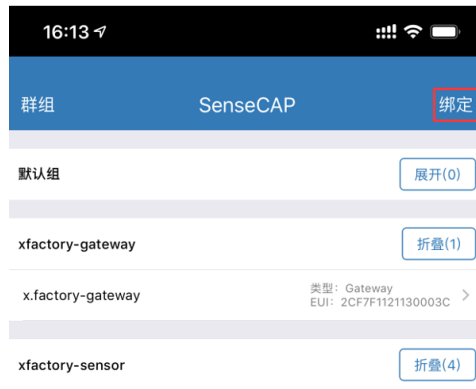 16:13
群组 SenseCAP 绑定
默认组 展开(0)
xfactory-gateway 折叠(1)
x.factory-gateway 类型：Gateway
EUI：2CF7F1121130003C
xfactory-sensor 折叠(4)